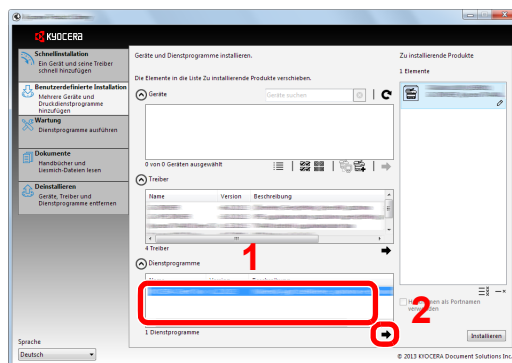 KYOCERA
Schnellinstallation
Ein Gerät und seine Treiber
schnell hinzufügen
Benutzerdefinierte Installation
Mehrere Geräte und
Druckdienstprogramme
hinzufügen
Wartung
Dienstprogramme ausführen
Dokumente
Handbücher und
Liesmich-Dateien lesen
Deinstallieren
Geräte, Treiber und
Dienstprogramme entfernen
Sprache
Deutsch
Geräte und Dienstprogramme installieren.
Die Elemente in die Liste Zu installierende Produkte verschieben.
Geräte
Geräte suchen
0 von 0 Geräten ausgewählt
Treiber
Name Version Beschreibung
4 Treiber
1
Dienstprogramme
1 Dienstprogramme
2
Zu installierende Produkte
1 Elemente
als Portnamen
Installieren
© 2013 KYOCERA Document Solutions Inc.